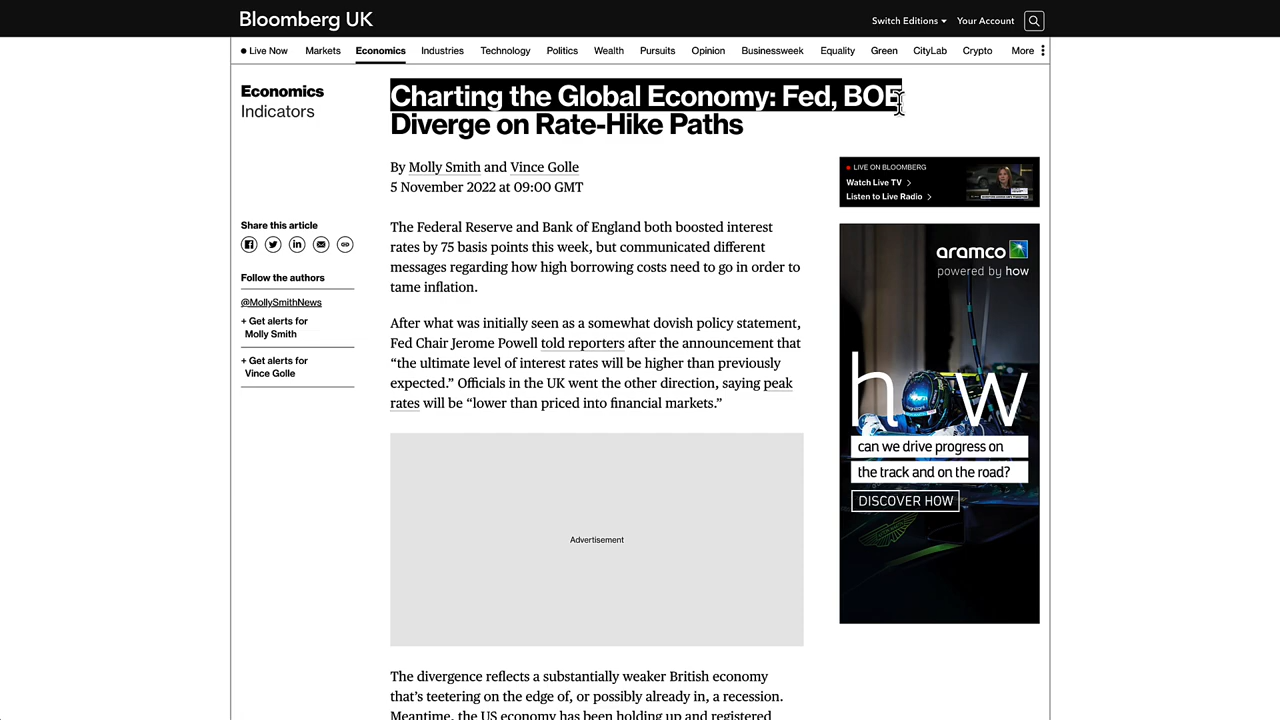 Bloomberg UK
Switch Editions
Your Account
Live Now
Markets
Economics
Industries
Technology
Politics
Wealth
Pursuits
Opinion
Businessweek
Equality
Green
CityLab
Crypto
More
Economics
Indicators
Charting the Global Economy: Fed, BOE
Diverge on Rate-Hike Paths
By Molly Smith and Vince Golle
5 November 2022 at 09:00 GMT
Share this article
Follow the authors
@MollySmithNews
+ Get alerts for
Molly Smith
+ Get alerts for
Vince Golle
The Federal Reserve and Bank of England both boosted interest
rates by 75 basis points this week, but communicated different
messages regarding how high borrowing costs need to go in order to
tame inflation.
After what was initially seen as a somewhat dovish policy statement,
Fed Chair Jerome Powell told reporters after the announcement that
“the ultimate level of interest rates will be higher than previously
expected.” Officials in the UK went the other direction, saying peak
rates will be “lower than priced into financial markets.”
Advertisement
The divergence reflects a substantially weaker British economy
that’s teetering on the edge of, or possibly already in, a recession.
Meantime, the US economy has been holding up and registered
LIVE ON BLOOMBERG
Watch Live TV
Listen to Live Radio
aramco
powered by how
how
can we drive progress on
the track and on the road?
DISCOVER HOW